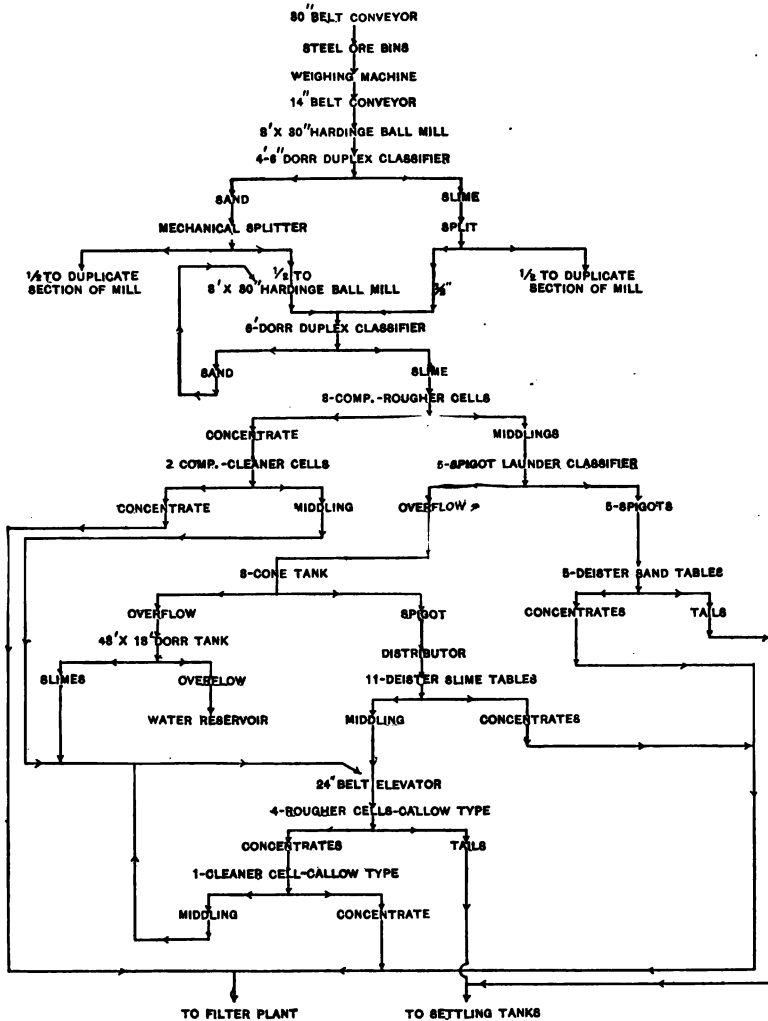 30" BELT CONVEYOR
STEEL ORE BINS
WEIGHING MACHINE
14" BELT CONVEYOR
8' X 30" HARDINGE BALL MILL
4'-6" DORR DUPLEX CLASSIFIER
SAND
SLIME
MECHANICAL SPLITTER
SPLIT
1/2 TO DUPLICATE
SECTION OF MILL
1/2 TO
8' X 30" HARDINGE BALL MILL
1/2 TO DUPLICATE
SECTION OF MILL
6' DORR DUPLEX CLASSIFIER
SAND
SLIME
8-COMP.-ROUGHER CELLS
CONCENTRATE
MIDDLINGS
2 COMP.-CLEANER CELLS
5-SPIGOT LAUNDER CLASSIFIER
CONCENTRATE
MIDDLING
OVERFLOW
5-SPIGOTS
8-CONE TANK
5-DEISTER SAND TABLES
OVERFLOW
SPIGOT
CONCENTRATES
TAILS
48' X 18' DORR TANK
DISTRIBUTOR
SLIMES
OVERFLOW
11-DEISTER SLIME TABLES
WATER RESERVOIR
MIDDLING
CONCENTRATES
24" BELT ELEVATOR
4-ROUGHER CELLS-CALLOW TYPE
CONCENTRATES
TAILS
1-CLEANER CELL-CALLOW TYPE
MIDDLING
CONCENTRATE
TO FILTER PLANT
TO SETTLING TANKS